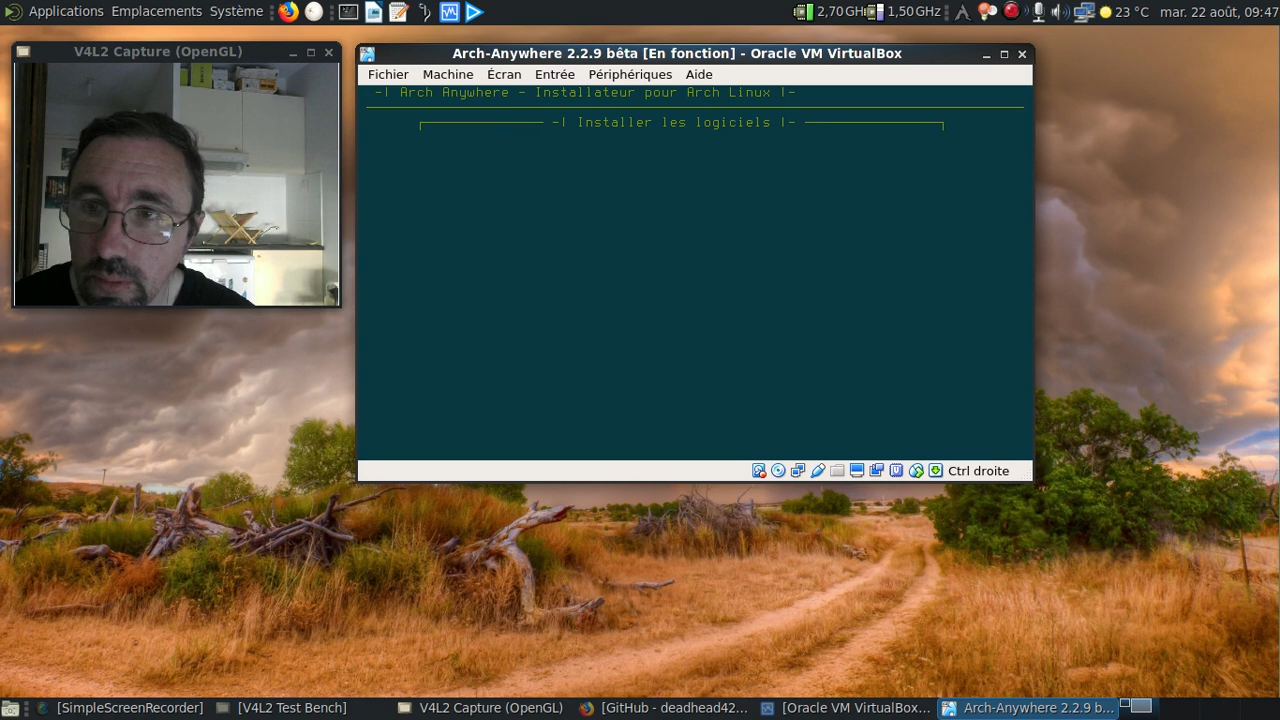 Applications Emplacements Système 2,70 GH 1,50 GHz 23 °C mar. 22 août, 09:47
V4L2 Capture (OpenGL)
Arch-Anywhere 2.2.9 bêta [En fonction] - Oracle VM VirtualBox
Fichier Machine Écran Entrée Périphériques Aide
-| Arch Anywhere - Installateur pour Arch Linux |-
-| Installer les logiciels |-
Ctrl droite
[SimpleScreenRecorder] [V4L2 Test Bench] V4L2 Capture (OpenGL) [GitHub - deadhead42... [Oracle VM VirtualBox... Arch-Anywhere 2.2.9 b...